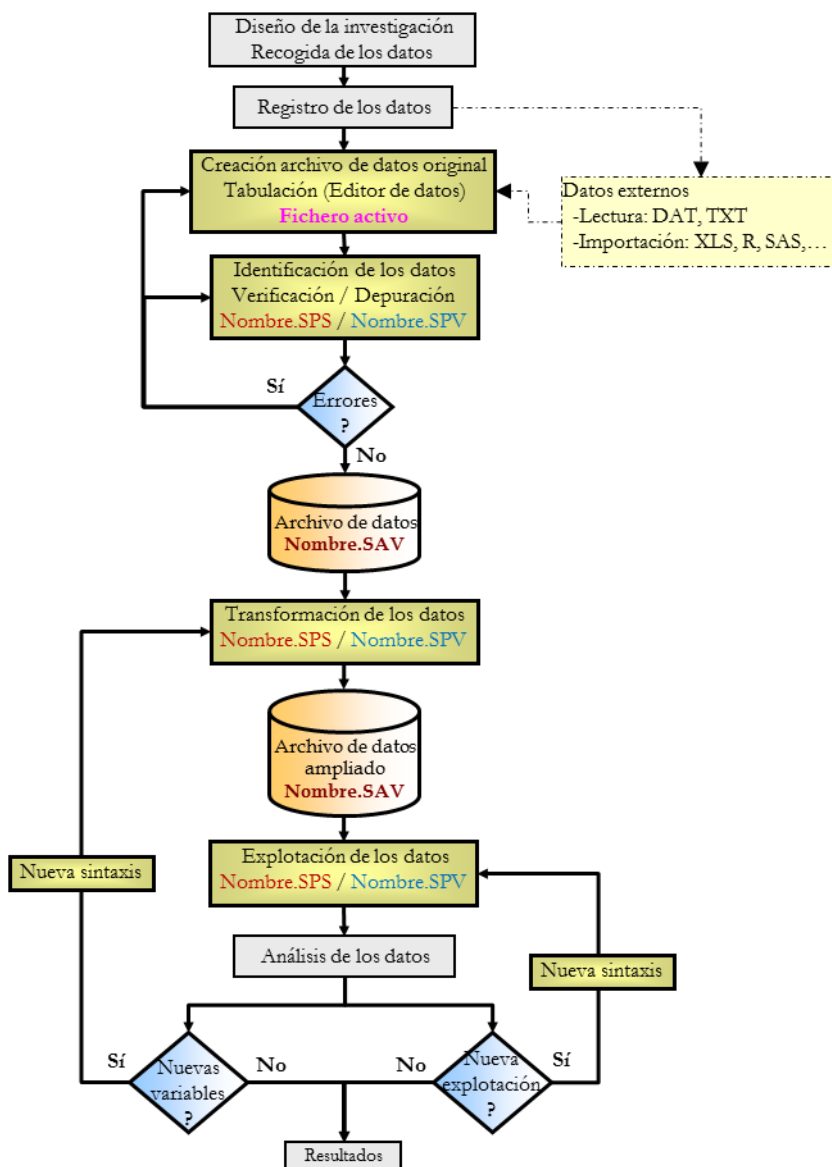 Diseño de la investigación
Recogida de los datos
Registro de los datos
Creación archivo de datos original
Tabulación (Editor de datos)
Fichero activo
Datos externos
-Lectura: DAT, TXT
-Importación: XLS, R, SAS,…
Identificación de los datos
Verificación / Depuración
Nombre.SPS / Nombre.SPV
Sí
Errores
?
No
Archivo de datos
Nombre.SAV
Transformación de los datos
Nombre.SPS / Nombre.SPV
Archivo de datos
ampliado
Nombre.SAV
Nueva sintaxis
Explotación de los datos
Nombre.SPS / Nombre.SPV
Análisis de los datos
Nueva sintaxis
Sí
Nuevas
variables
?
No
No
Nueva
explotación
?
Sí
Resultados